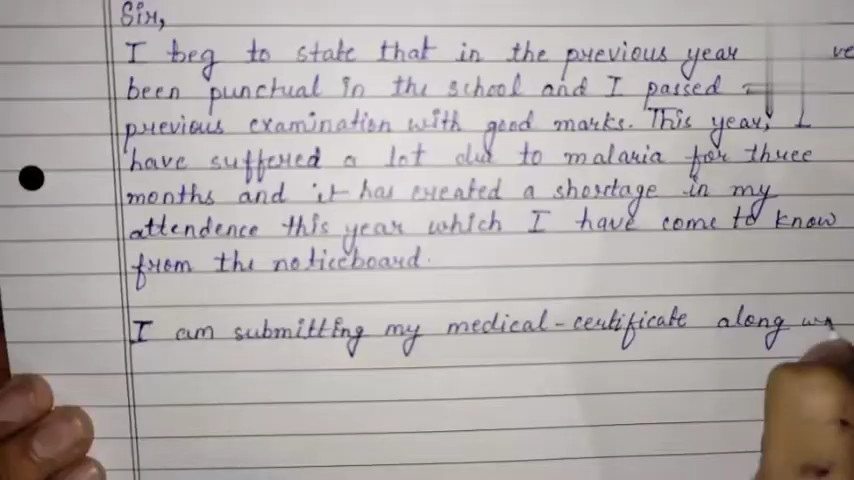 Sir,
I beg to state that in the previous year ve
been punctual in the school and I passed
previous examination with good marks. This year, I
have suffered a lot due to malaria for three
months and it has created a shortage in my
attendence this year which I have come to know
from the noticeboard.
I am submitting my medical-certificate along